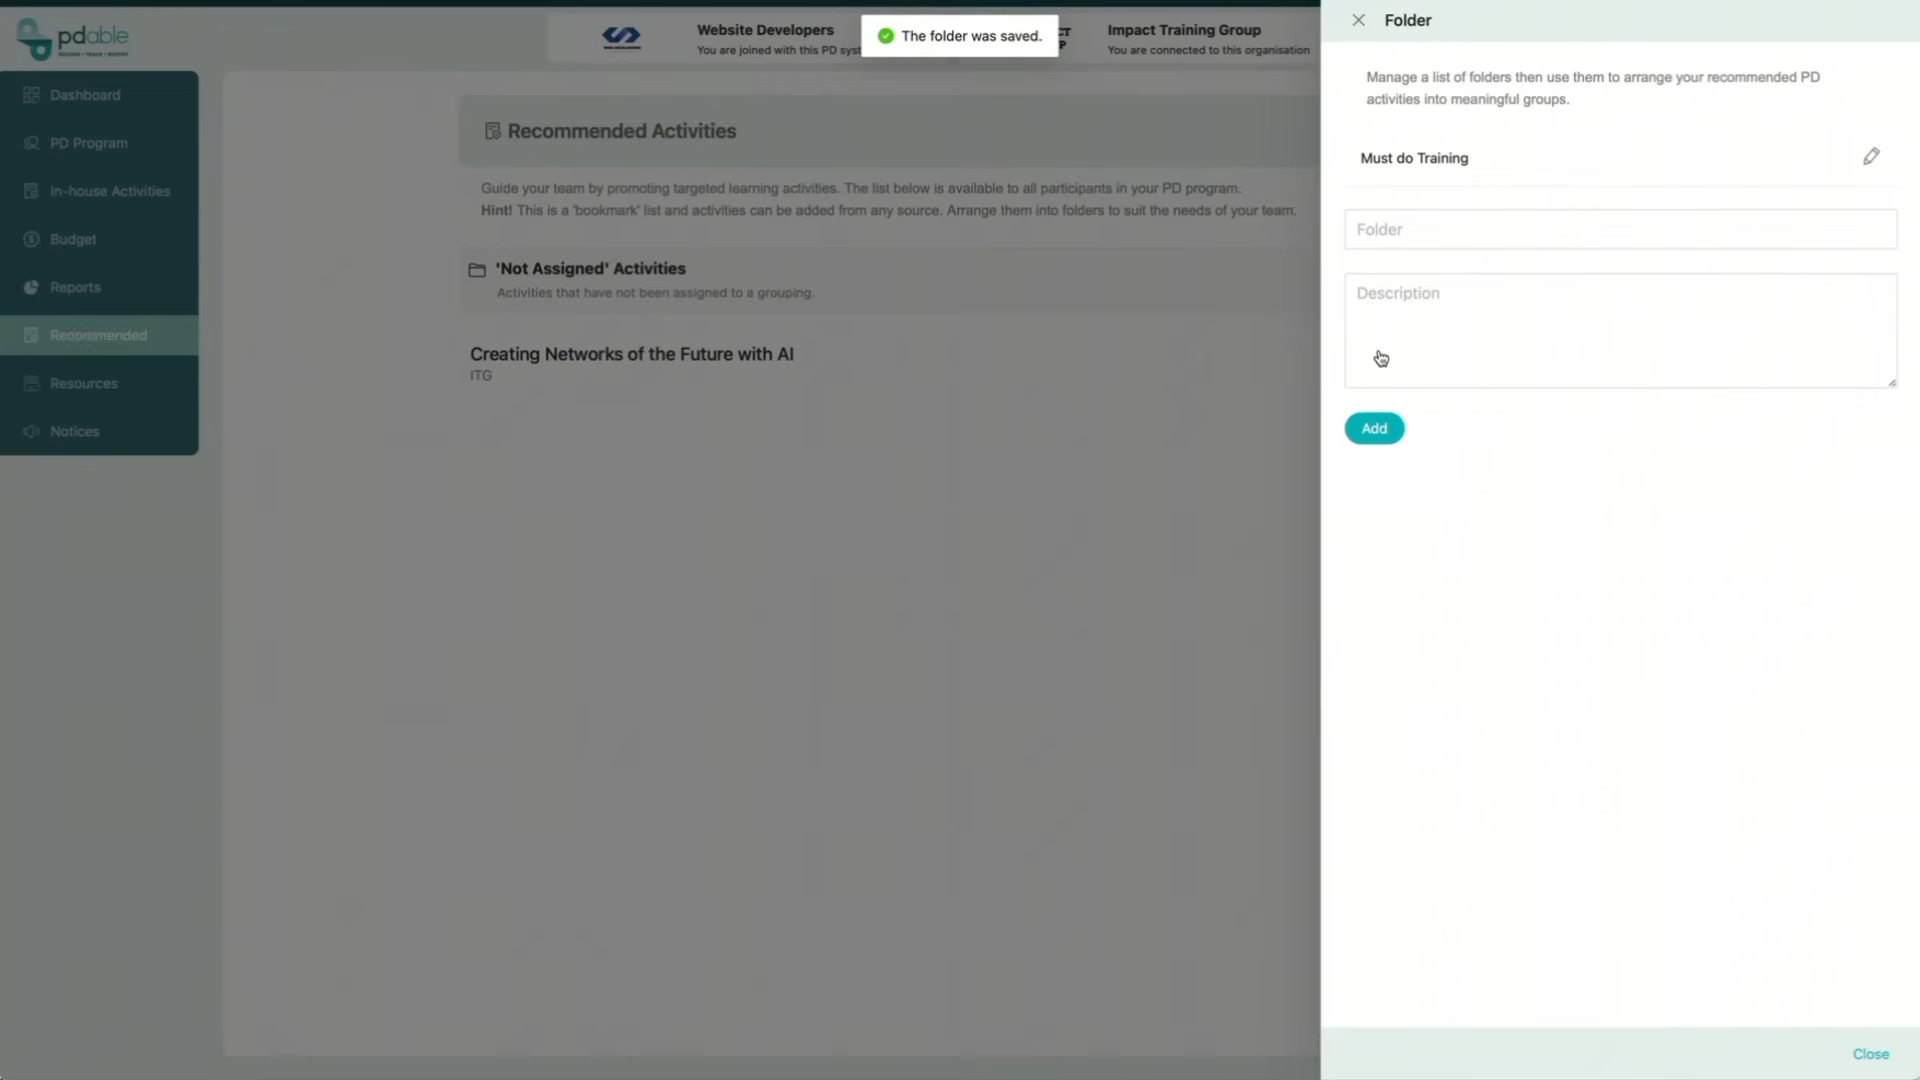 pdable
RECORD • TRACK • REPORT
Website Developers
You are joined with this PD syst
The folder was saved.
CT
P
Impact Training Group
You are connected to this organisation
Folder
Manage a list of folders then use them to arrange your recommended PD
activities into meaningful groups.
Must do Training
Folder
Description
Add
Close
Dashboard
PD Program
In-house Activities
Budget
Reports
Recommended
Resources
Notices
Recommended Activities
Guide your team by promoting targeted learning activities. The list below is available to all participants in your PD program.
Hint! This is a 'bookmark' list and activities can be added from any source. Arrange them into folders to suit the needs of your team.
'Not Assigned' Activities
Activities that have not been assigned to a grouping.
Creating Networks of the Future with AI
ITG